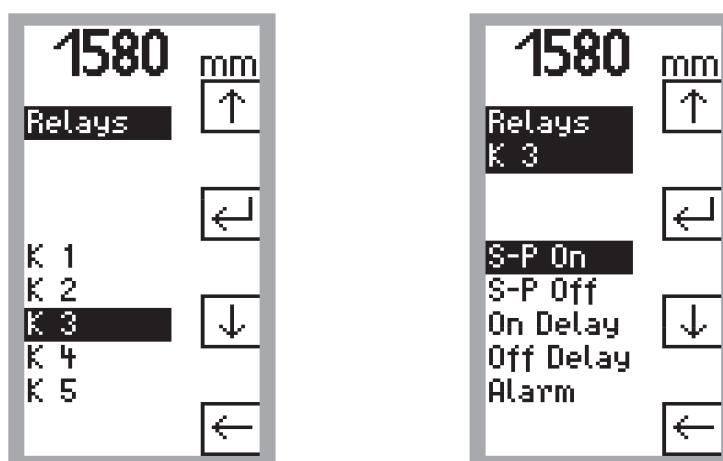 1580 mm
Relays
K 1
K 2
K 3
K 4
K 5
1580 mm
Relays
K 3
S-P On
S-P Off
On Delay
Off Delay
Alarm